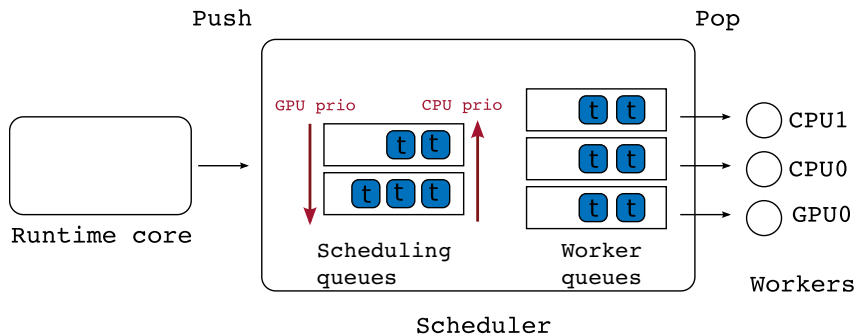 Push
Pop
GPU prio
CPU prio
t t
t t t
t t
t t
t t
CPU1
CPU0
GPU0
Runtime core
Scheduling
queues
Worker
queues
Workers
Scheduler